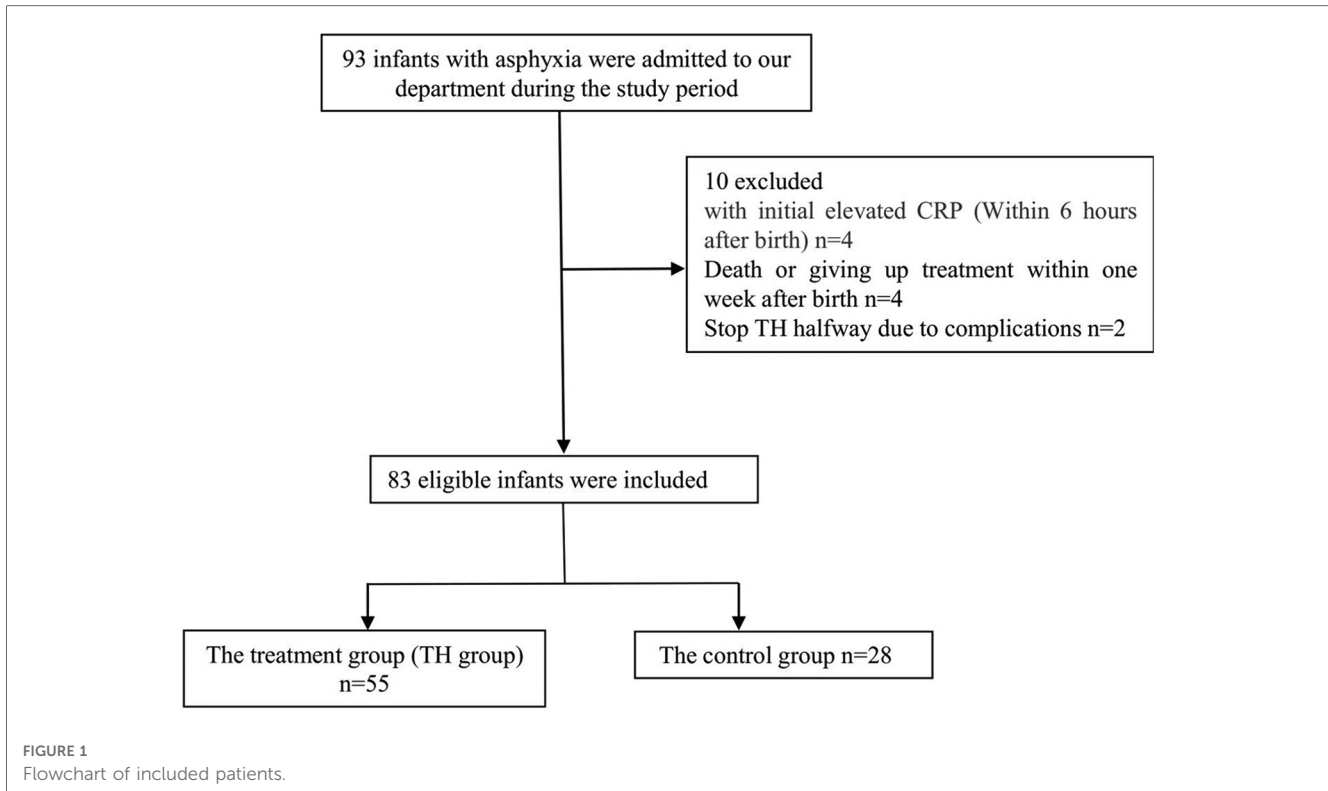 93 infants with asphyxia were admitted to our
department during the study period
10 excluded
with initial elevated CRP (Within 6 hours
after birth) n=4
Death or giving up treatment within one
week after birth n=4
Stop TH halfway due to complications n=2
83 eligible infants were included
The treatment group (TH group)
n=55
The control group n=28
FIGURE 1
Flowchart of included patients.